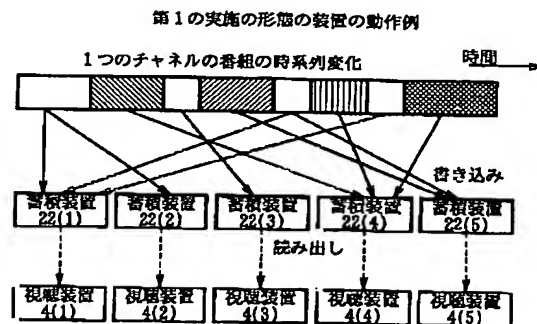 第1の実施の形態の装置の動作例
1つのチャネルの番組の時系列変化
時間
書き込み
蓄積装置 蓄積装置 蓄積装置 蓄積装置 蓄積装置
22(1) 22(2) 22(3) 22(4) 22(5)
読み出し
視聴装置 視聴装置 視聴装置 視聴装置 視聴装置
4(1) 4(2) 4(3) 4(4) 4(5)